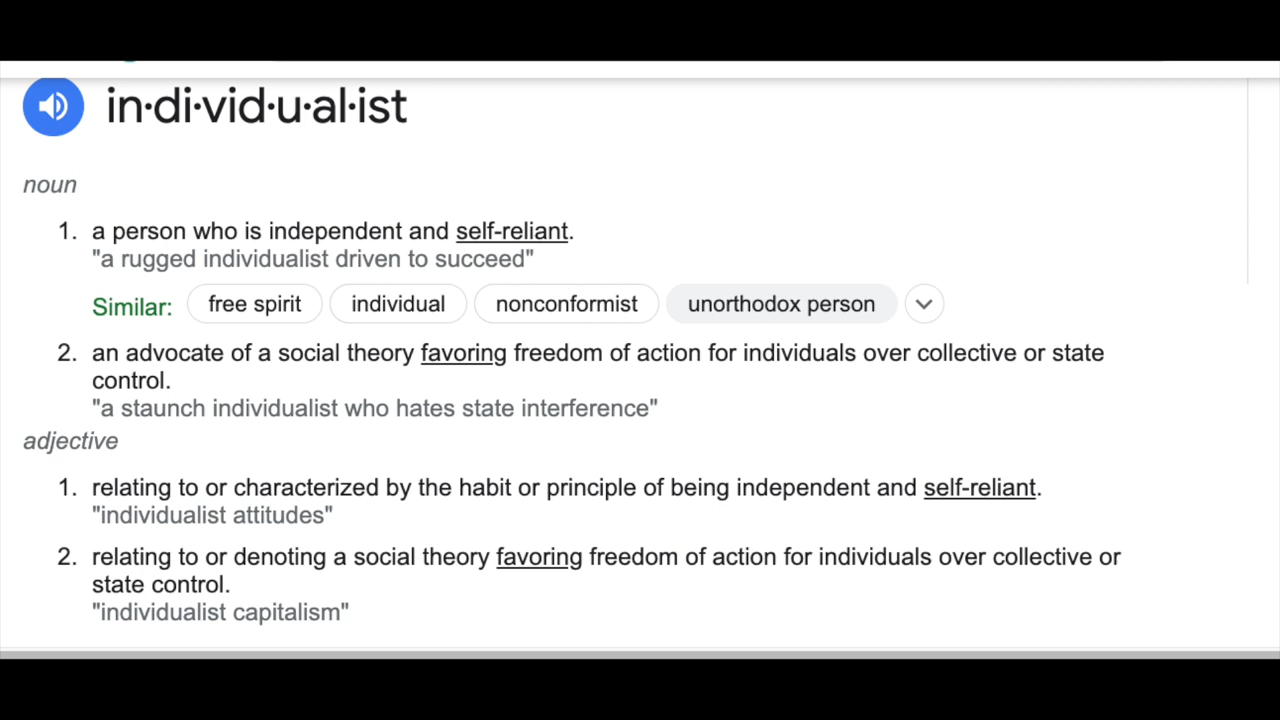 in·di·vid·u·al·ist
noun
1. a person who is independent and self-reliant.
"a rugged individualist driven to succeed"
Similar: free spirit individual nonconformist unorthodox person
2. an advocate of a social theory favoring freedom of action for individuals over collective or state
control.
"a staunch individualist who hates state interference"
adjective
1. relating to or characterized by the habit or principle of being independent and self-reliant.
"individualist attitudes"
2. relating to or denoting a social theory favoring freedom of action for individuals over collective or
state control.
"individualist capitalism"